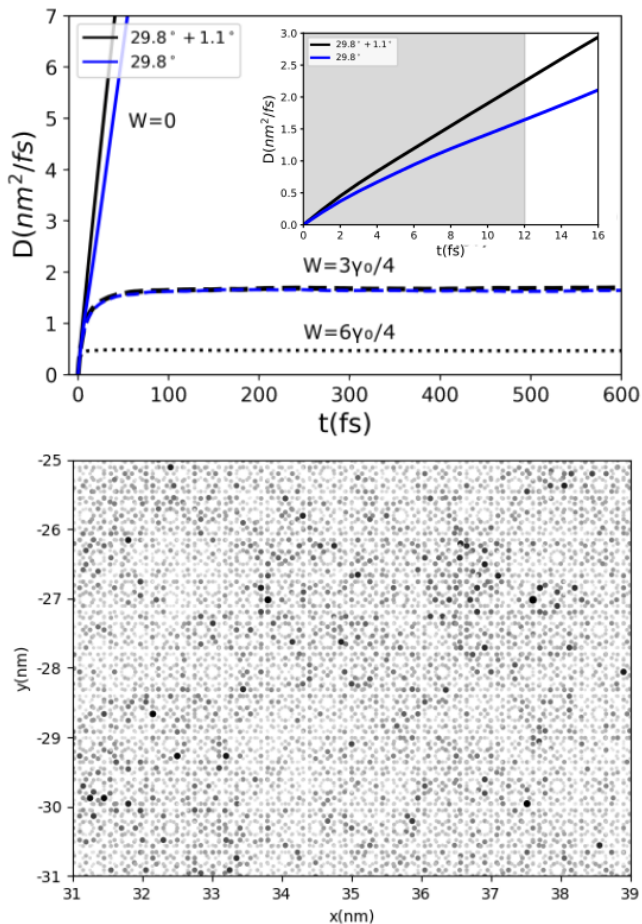 7
6
5
4
3
2
1
0
D(nm²/fs)
29.8° + 1.1°
29.8°
W=0
3.0
2.5
2.0
1.5
1.0
0.5
0.0
D(nm²/fs)
29.8° + 1.1°
29.8°
0 2 4 6 8 10 12 14 16
t(fs)
W=3γ₀/4
W=6γ₀/4
0 100 200 300 400 500 600
t(fs)
-25
-26
-27
-28
-29
-30
-31
y(nm)
31 32 33 34 35 36 37 38 39
x(nm)